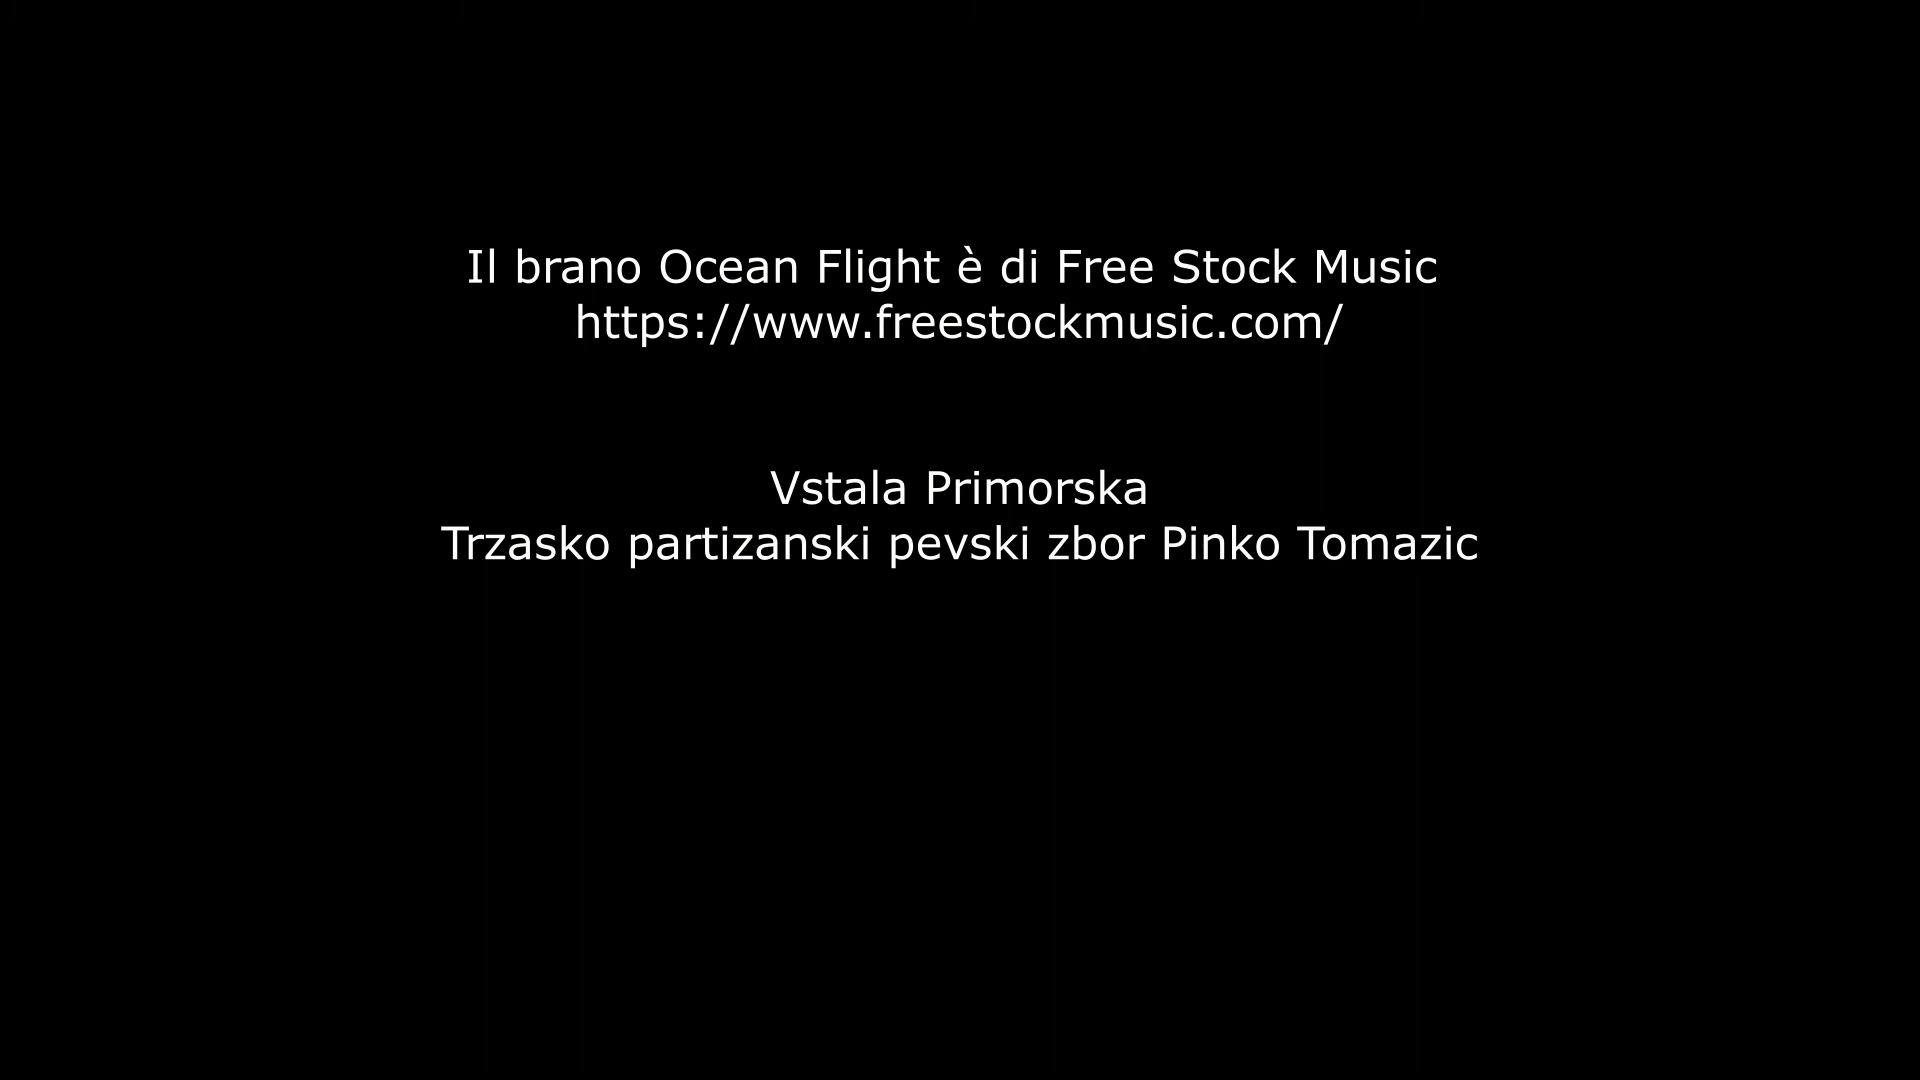 Il brano Ocean Flight è di Free Stock Music
https://www.freestockmusic.com/
Vstala Primorska
Trzasko partizanski pevski zbor Pinko Tomazic